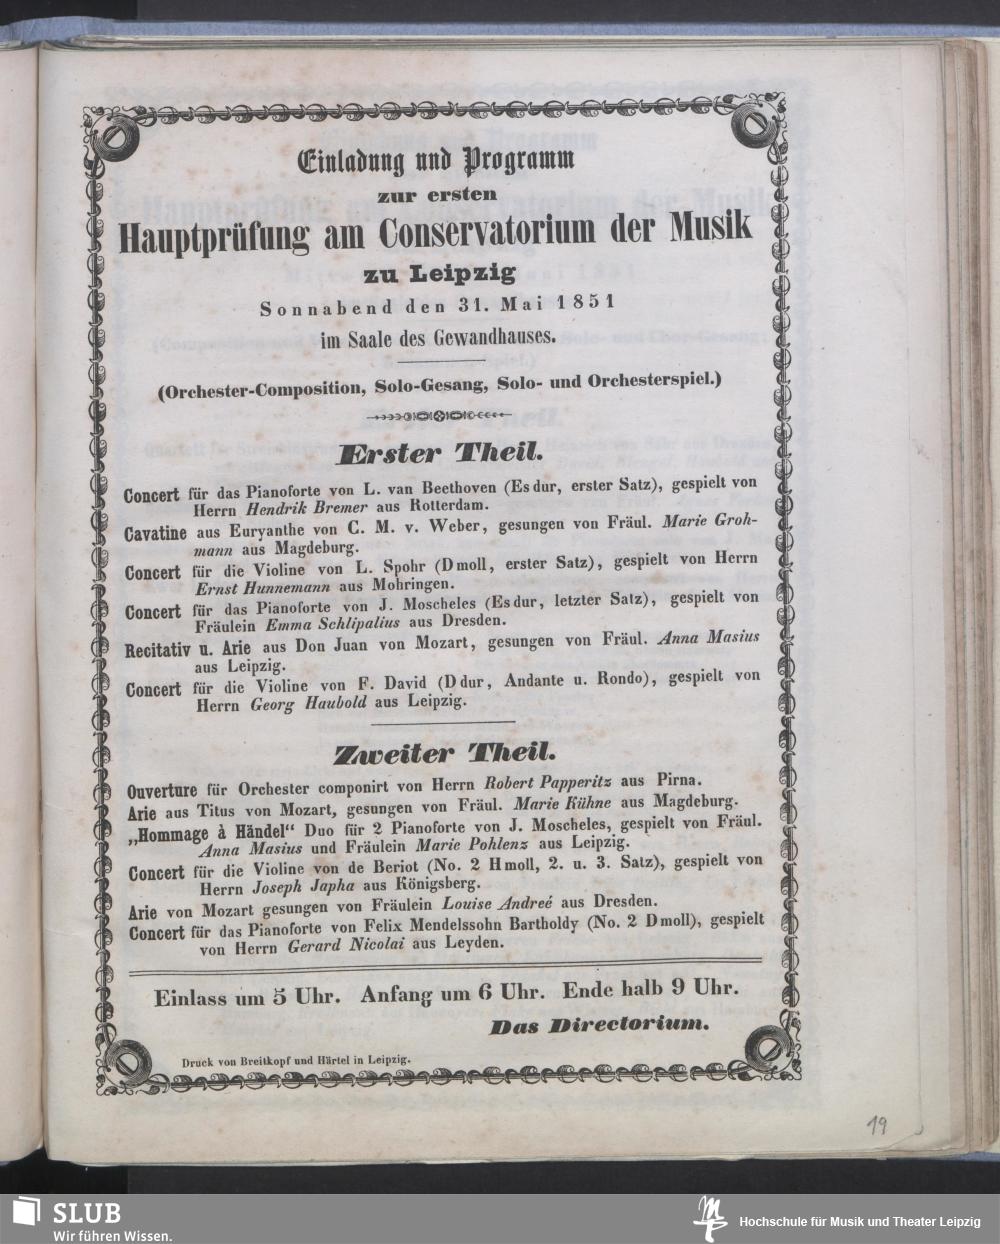 Einladung und Programm
zur ersten
Hauptprüfung am Conservatorium der Musik
zu Leipzig
Sonnabend den 31. Mai 1851
im Saale des Gewandhauses.
(Orchester-Composition, Solo-Gesang, Solo- und Orchesterspiel.)
Erster Theil.
Concert für das Pianoforte von L. van Beethoven (Es dur, erster Satz), gespielt von
Herrn Hendrik Bremer aus Rotterdam.
Cavatine aus Euryanthe von C. M. v. Weber, gesungen von Fräul. Marie Groh-
mann aus Magdeburg.
Concert für die Violine von L. Spohr (D moll, erster Satz), gespielt von Herrn
Ernst Hunnemann aus Mohringen.
Concert für das Pianoforte von J. Moscheles (Es dur, letzter Satz), gespielt von
Fräulein Emma Schlipalius aus Dresden.
Recitativ u. Arie aus Don Juan von Mozart, gesungen von Fräul. Anna Masius
aus Leipzig.
Concert für die Violine von F. David (D dur, Andante u. Rondo), gespielt von
Herrn Georg Haubold aus Leipzig.
Zweiter Theil.
Ouverture für Orchester componirt von Herrn Robert Papperitz aus Pirna.
Arie aus Titus von Mozart, gesungen von Fräul. Marie Kühne aus Magdeburg.
„Hommage à Händel“ Duo für 2 Pianoforte von J. Moscheles, gespielt von Fräul.
Anna Masius und Fräulein Marie Pohlenz aus Leipzig.
Concert für die Violine von de Beriot (No. 2 H moll, 2. u. 3. Satz), gespielt von
Herrn Joseph Japha aus Königsberg.
Arie von Mozart gesungen von Fräulein Louise Andreé aus Dresden.
Concert für das Pianoforte von Felix Mendelssohn Bartholdy (No. 2 D moll), gespielt
von Herrn Gerard Nicolai aus Leyden.
Einlass um 5 Uhr. Anfang um 6 Uhr. Ende halb 9 Uhr.
Das Directorium.
Druck von Breitkopf und Härtel in Leipzig.
19
SLUB
Wir führen Wissen.
Hochschule für Musik und Theater Leipzig